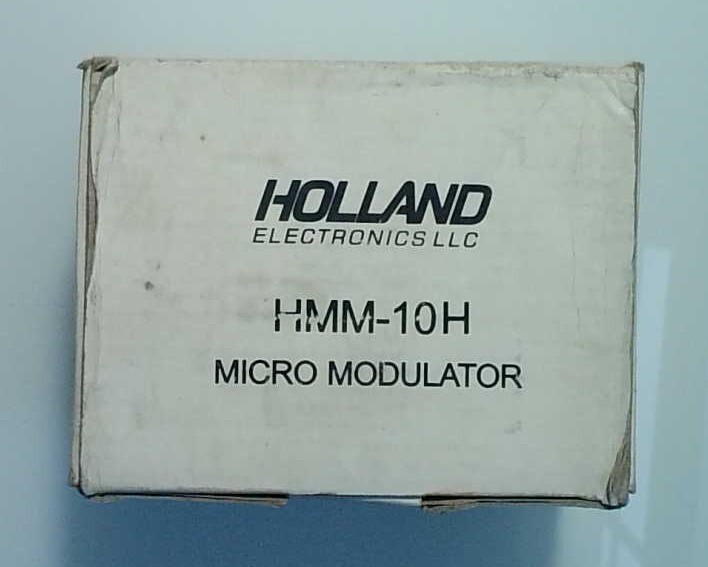 HOLLAND
ELECTRONICS LLC
HMM-10H
MICRO MODULATOR